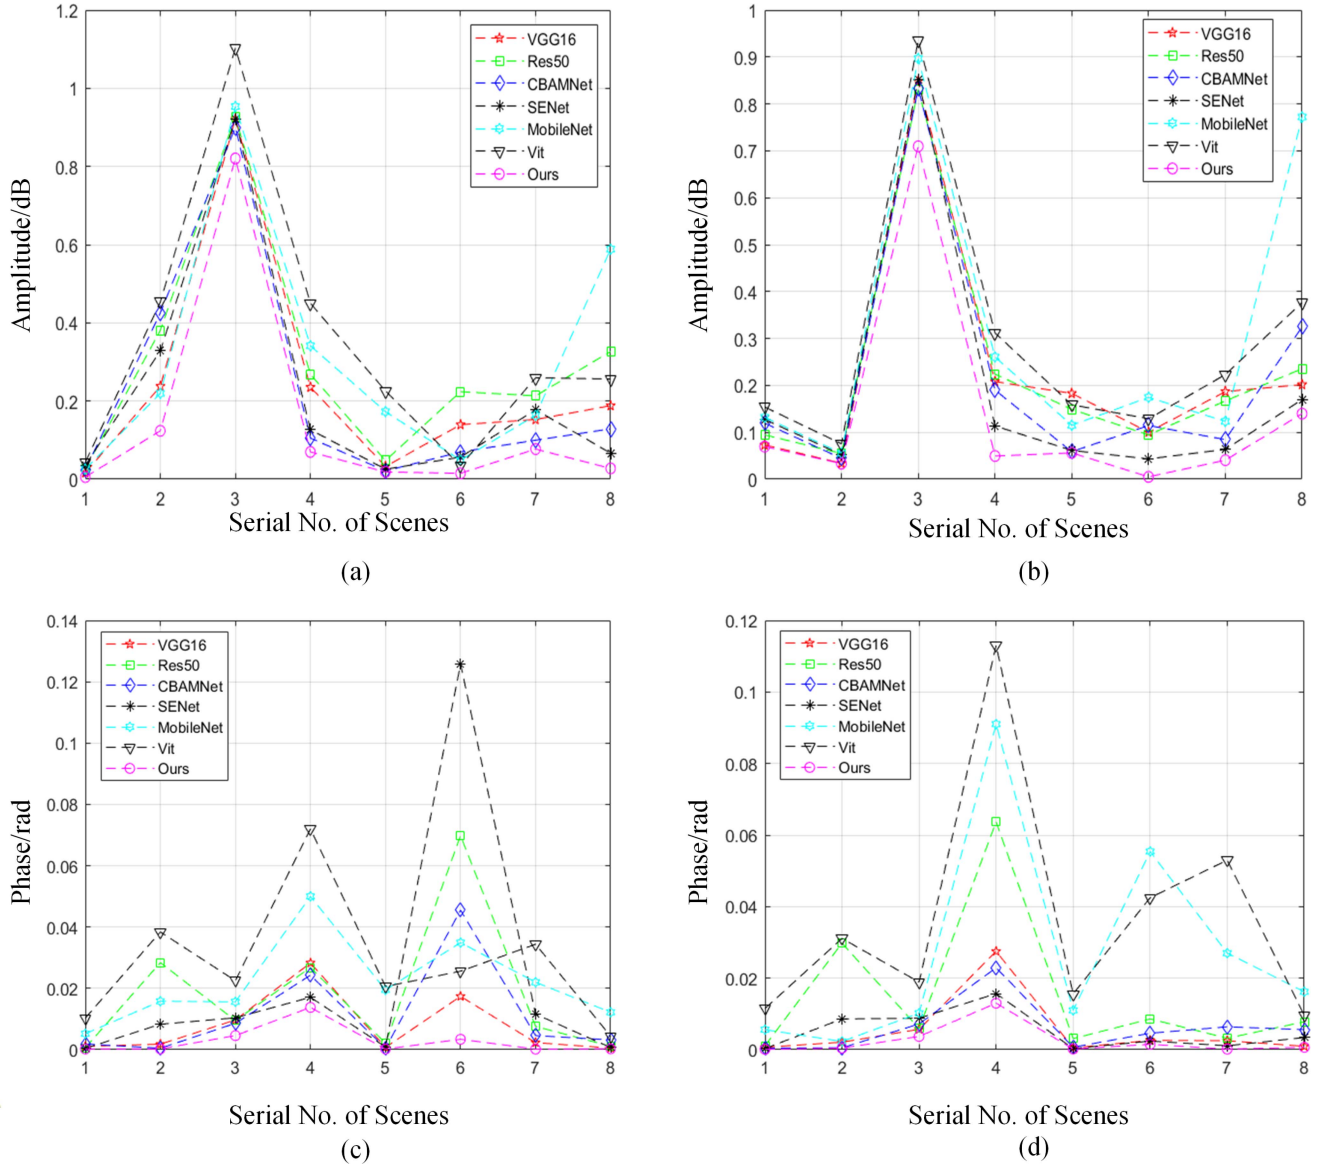 1.2
1
0.8
0.6
0.4
0.2
0
Amplitude/dB
VGG16
Res50
CBAMNet
SENet
MobileNet
Vit
Ours
1 2 3 4 5 6 7 8
Serial No. of Scenes
(a)
1
0.9
0.8
0.7
0.6
0.5
0.4
0.3
0.2
0.1
0
Amplitude/dB
VGG16
Res50
CBAMNet
SENet
MobileNet
Vit
Ours
1 2 3 4 5 6 7 8
Serial No. of Scenes
(b)
0.14
0.12
0.1
0.08
0.06
0.04
0.02
0
Phase/rad
VGG16
Res50
CBAMNet
SENet
MobileNet
Vit
Ours
1 2 3 4 5 6 7 8
Serial No. of Scenes
(c)
0.12
0.1
0.08
0.06
0.04
0.02
0
Phase/rad
VGG16
Res50
CBAMNet
SENet
MobileNet
Vit
Ours
1 2 3 4 5 6 7 8
Serial No. of Scenes
(d)